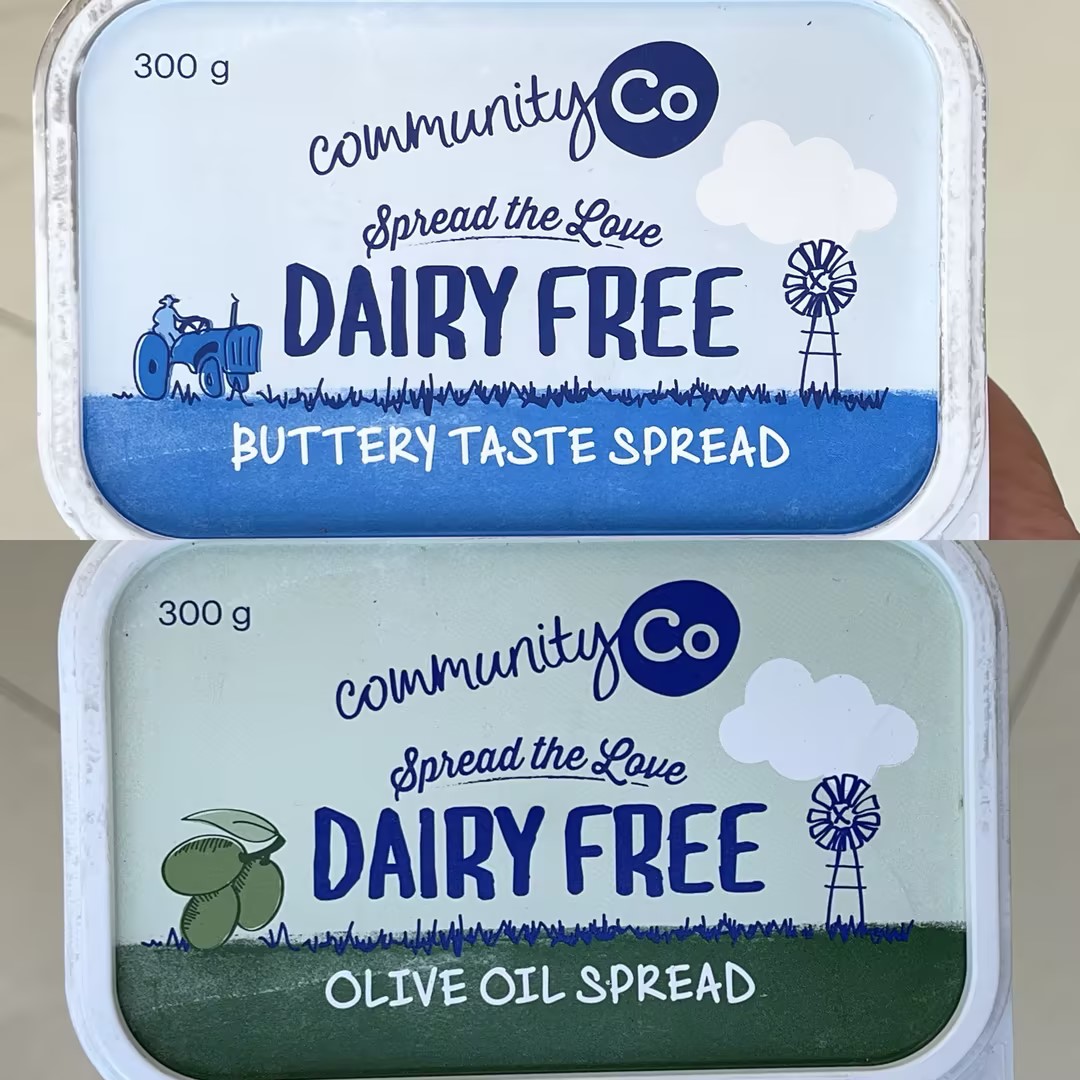 300 g
community Co
Spread the Love
DAIRY FREE
BUTTERY TASTE SPREAD
300 g
community Co
Spread the Love
DAIRY FREE
OLIVE OIL SPREAD